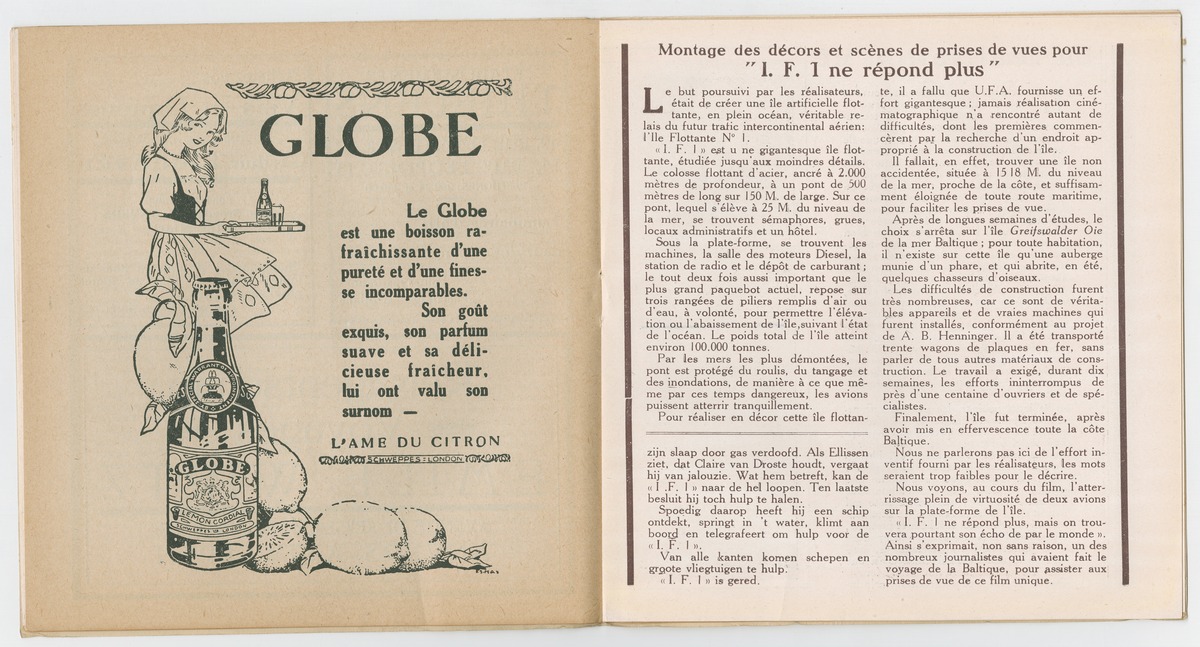 GLOBE
Le Globe
est une boisson ra-
fraîchissante d'une
pureté et d'une fines-
se incomparables.
Son goût
exquis, son parfum
suave et sa déli-
cieuse fraicheur,
lui ont valu son
surnom —
L'AME DU CITRON
SCHWEPPES : LONDON
GLOBE
LEMON CORDIAL
SCHWEPPES LD LONDON
Montage des décors et scènes de prises de vues pour
" I. F. 1 ne répond plus "
Le but poursuivi par les réalisateurs,
était de créer une île artificielle flot-
tante, en plein océan, véritable re-
lais du futur trafic intercontinental aérien:
l'Ile Flottante N° 1.
« I. F. 1 » est u ne gigantesque île flot-
tante, étudiée jusqu'aux moindres détails.
Le colosse flottant d'acier, ancré à 2.000
mètres de profondeur, à un pont de 500
mètres de long sur 150 M. de large. Sur ce
pont, lequel s'élève à 25 M. du niveau de
la mer, se trouvent sémaphores, grues,
locaux administratifs et un hôtel.
Sous la plate-forme, se trouvent les
machines, la salle des moteurs Diesel, la
station de radio et le dépôt de carburant ;
le tout deux fois aussi important que le
plus grand paquebot actuel, repose sur
trois rangées de piliers remplis d'air ou
d'eau, à volonté, pour permettre l'éléva-
tion ou l'abaissement de l'île,suivant l'état
de l'océan. Le poids total de l'île atteint
environ 100.000 tonnes.
Par les mers les plus démontées, le
pont est protégé du roulis, du tangage et
des inondations, de manière à ce que mê-
me par ces temps dangereux, les avions
puissent atterrir tranquillement.
Pour réaliser en décor cette île flottan-
zijn slaap door gas verdoofd. Als Ellissen
ziet, dat Claire van Droste houdt, vergaat
hij van jalouzie. Wat hem betreft, kan de
« I .F. 1 » naar de hel loopen. Ten laatste
besluit hij toch hulp te halen.
Spoedig daarop heeft hij een schip
ontdekt, springt in 't water, klimt aan
boord en telegrafeert om hulp voor de
« I. F. 1 ».
Van alle kanten komen schepen en
groote vliegtuigen te hulp.
« I. F. 1 » is gered.
te, il a fallu que U.F.A. fournisse un ef-
fort gigantesque ; jamais réalisation ciné-
matographique n'a rencontré autant de
difficultés, dont les premières commen-
cèrent par la recherche d'un endroit ap-
proprié à la construction de l'île.
Il fallait, en effet, trouver une île non
accidentée, située à 15 18 M. du niveau
de la mer, proche de la côte, et suffisam-
ment éloignée de toute route maritime,
pour faciliter les prises de vue.
Après de longues semaines d'études, le
choix s'arrêta sur l'île Greifswalder Oie
de la mer Baltique ; pour toute habitation,
il n'existe sur cette île qu'une auberge
munie d'un phare, et qui abrite, en été,
quelques chasseurs d'oiseaux.
Les difficultés de construction furent
très nombreuses, car ce sont de vérita-
bles appareils et de vraies machines qui
furent installés, conformément au projet
de A. B. Henninger. Il a été transporté
trente wagons de plaques en fer, sans
parler de tous autres matériaux de cons-
truction. Le travail a exigé, durant dix
semaines, les efforts ininterrompus de
près d'une centaine d'ouvriers et de spé-
cialistes.
Finalement, l'île fut terminée, après
avoir mis en effervescence toute la côte
Baltique.
Nous ne parlerons pas ici de l'effort in-
ventif fourni par les réalisateurs, les mots
seraient trop faibles pour le décrire.
Nous voyons, au cours du film, l'atter-
rissage plein de virtuosité de deux avions
sur la plate-forme de l'île.
« I. F. 1 ne répond plus, mais on trou-
vera pourtant son écho de par le monde ».
Ainsi s'exprimait, non sans raison, un des
nombreux journalistes qui avaient fait le
voyage de la Baltique, pour assister aux
prises de vue de ce film unique.